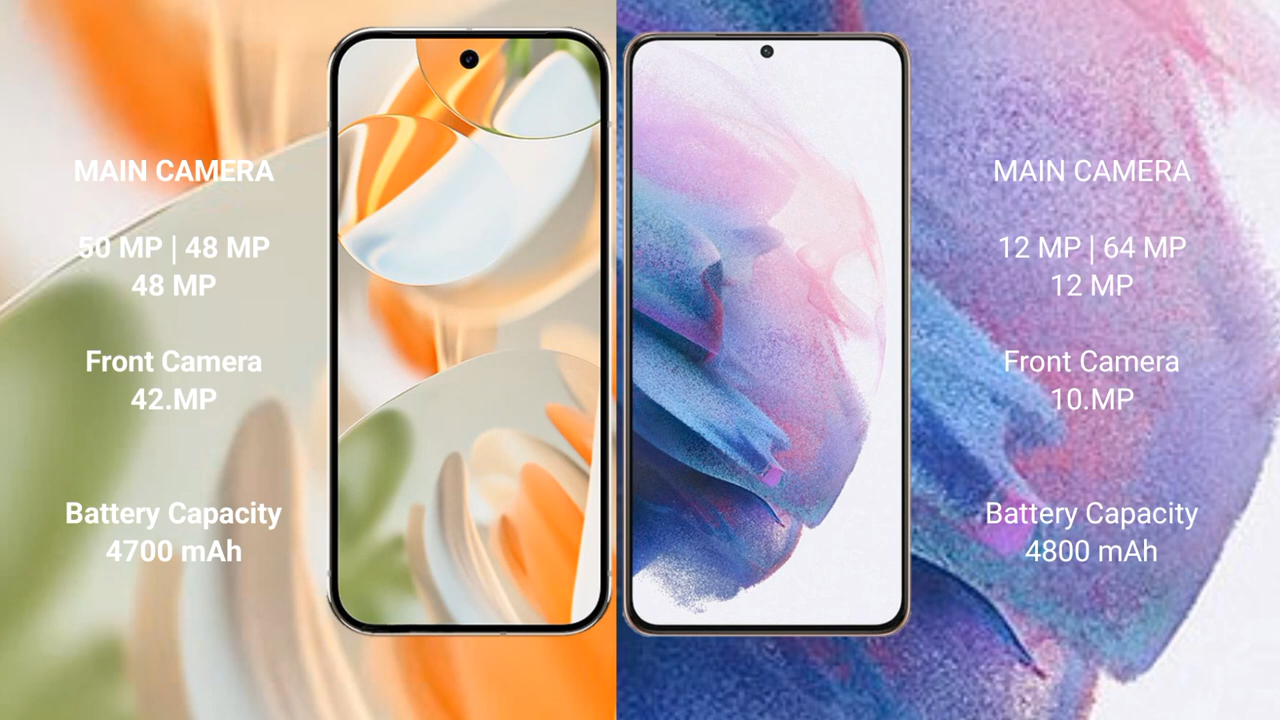 MAIN CAMERA
50 MP | 48 MP
48 MP
Front Camera
42.MP
Battery Capacity
4700 mAh
MAIN CAMERA
12 MP | 64 MP
12 MP
Front Camera
10.MP
Battery Capacity
4800 mAh